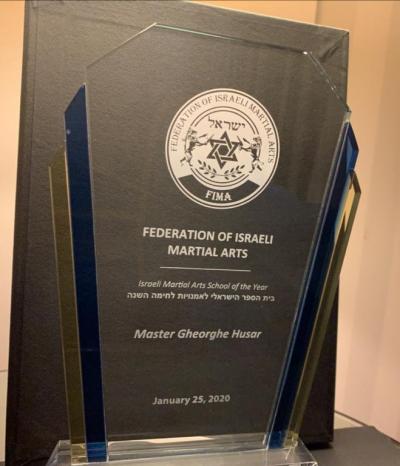 FEDERATION OF ISRAELI MARTIAL ARTS
ישראל
FIMA
FEDERATION OF ISRAELI
MARTIAL ARTS
Israeli Martial Arts School of the Year
בית הספר הישראלי לאמנויות לחימה השנה
Master Gheorghe Husar
January 25, 2020